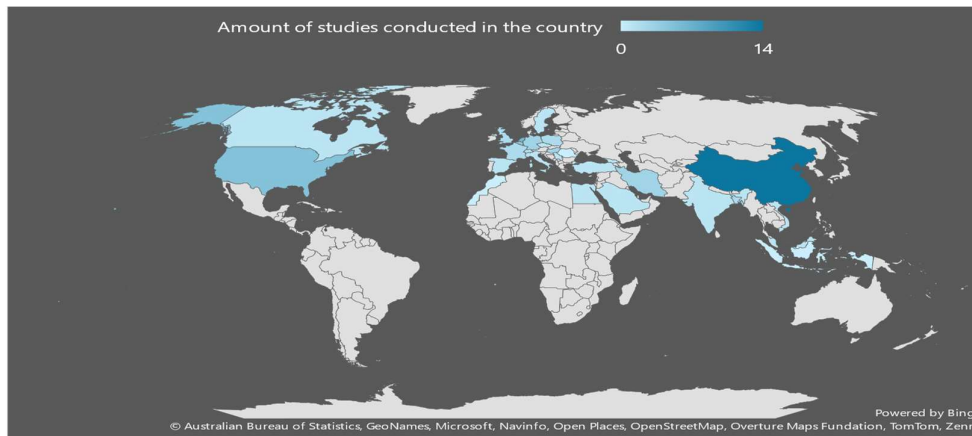 Amount of studies conducted in the country
0 14
Powered by Bing
© Australian Bureau of Statistics, GeoNames, Microsoft, Navinfo, Open Places, OpenStreetMap, Overture Maps Fundation, TomTom, Zenr